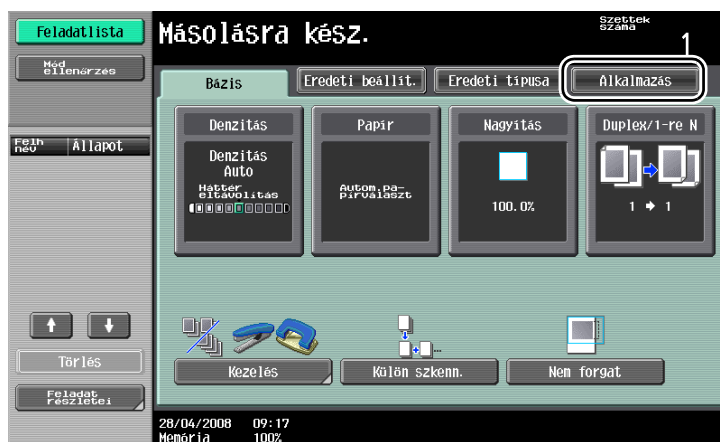 Feladatlista
Mód
ellenőrzés
Felh
név
Állapot
Törlés
Feladat
részletei
Másolásra kész.
Szettek
száma
1
Bázis
Eredeti beállít.
Eredeti típusa
Alkalmazás
Denzitás
Denzitás
Auto
Háttér
eltávolítás
Papír
Autom.pa-
pírválaszt
Nagyítás
100.0%
Duplex/1-re N
1 → 1
Kezelés
Külön szkenn.
Nem forgat
28/04/2008 09:17
Memória 100%